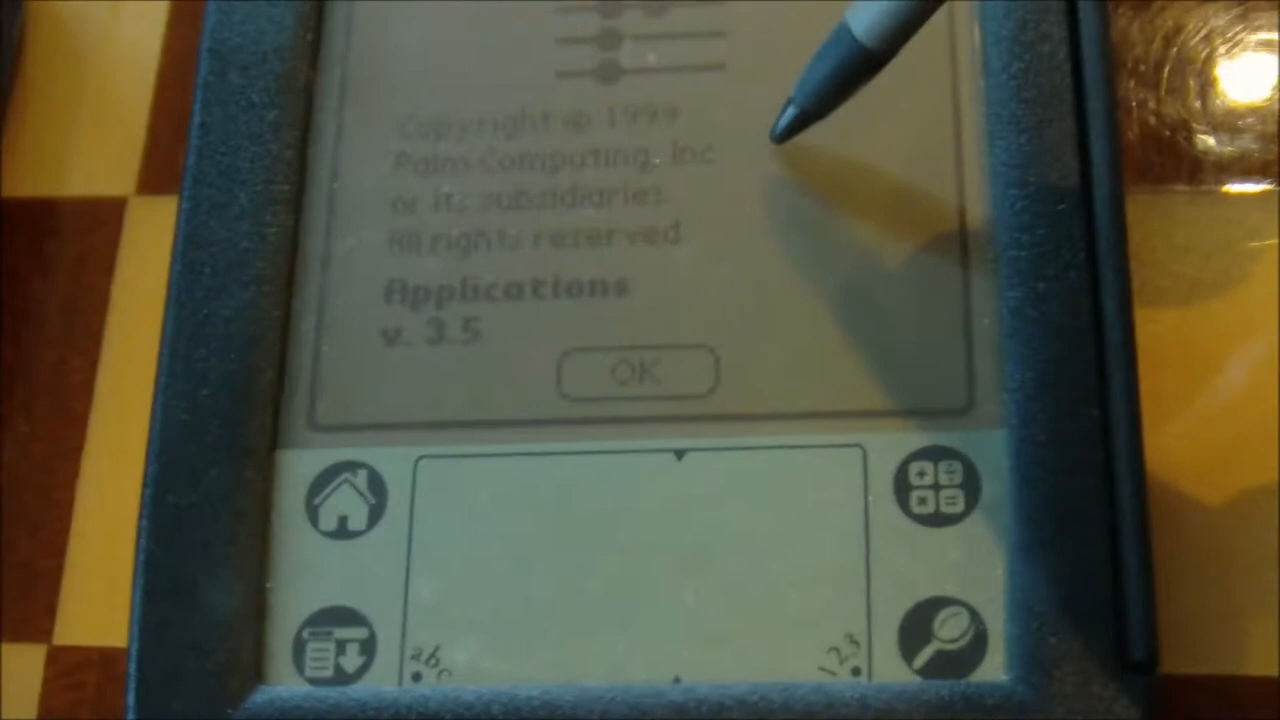 Copyright © 1999
Palm Computing, Inc
or its subsidiaries
All rights reserved
Applications
v. 3.5
OK
abc
123